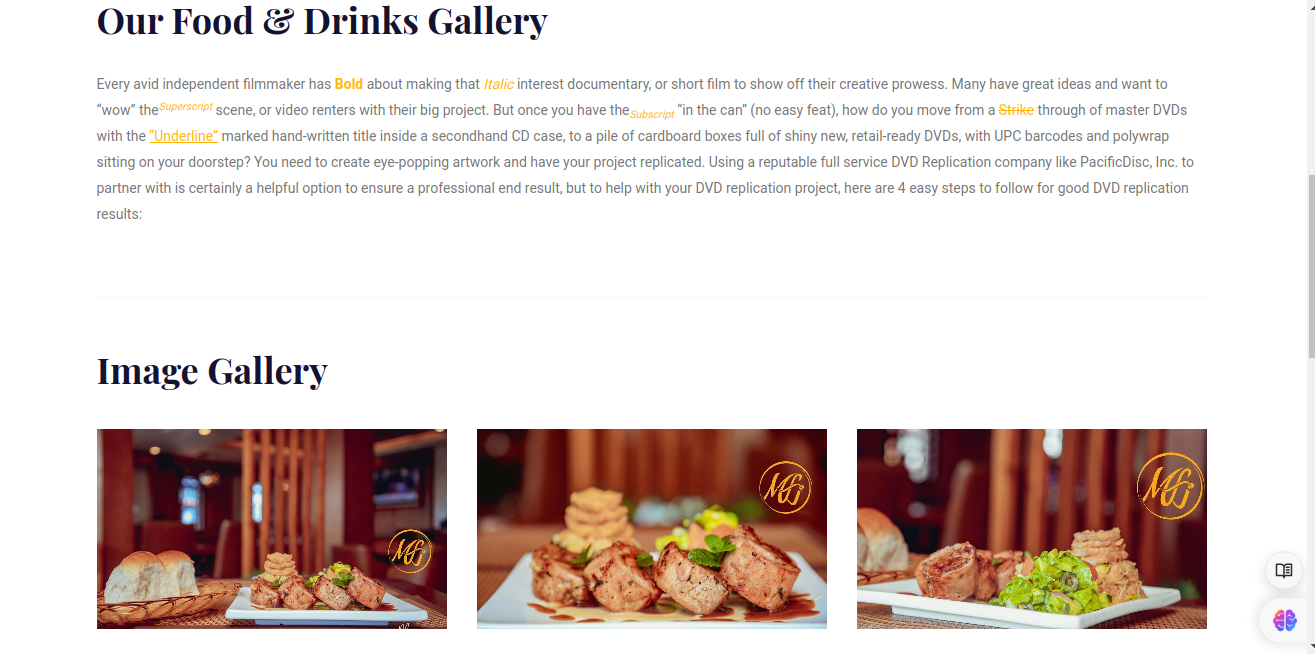 Our Food & Drinks Gallery
Every avid independent filmmaker has Bold about making that Italic interest documentary, or short film to show off their creative prowess. Many have great ideas and want to
“wow” the Superscript scene, or video renters with their big project. But once you have the Subscript “in the can” (no easy feat), how do you move from a Strike through of master DVDs
with the “Underline” marked hand-written title inside a secondhand CD case, to a pile of cardboard boxes full of shiny new, retail-ready DVDs, with UPC barcodes and polywrap
sitting on your doorstep? You need to create eye-popping artwork and have your project replicated. Using a reputable full service DVD Replication company like PacificDisc, Inc. to
partner with is certainly a helpful option to ensure a professional end result, but to help with your DVD replication project, here are 4 easy steps to follow for good DVD replication
results:
Image Gallery